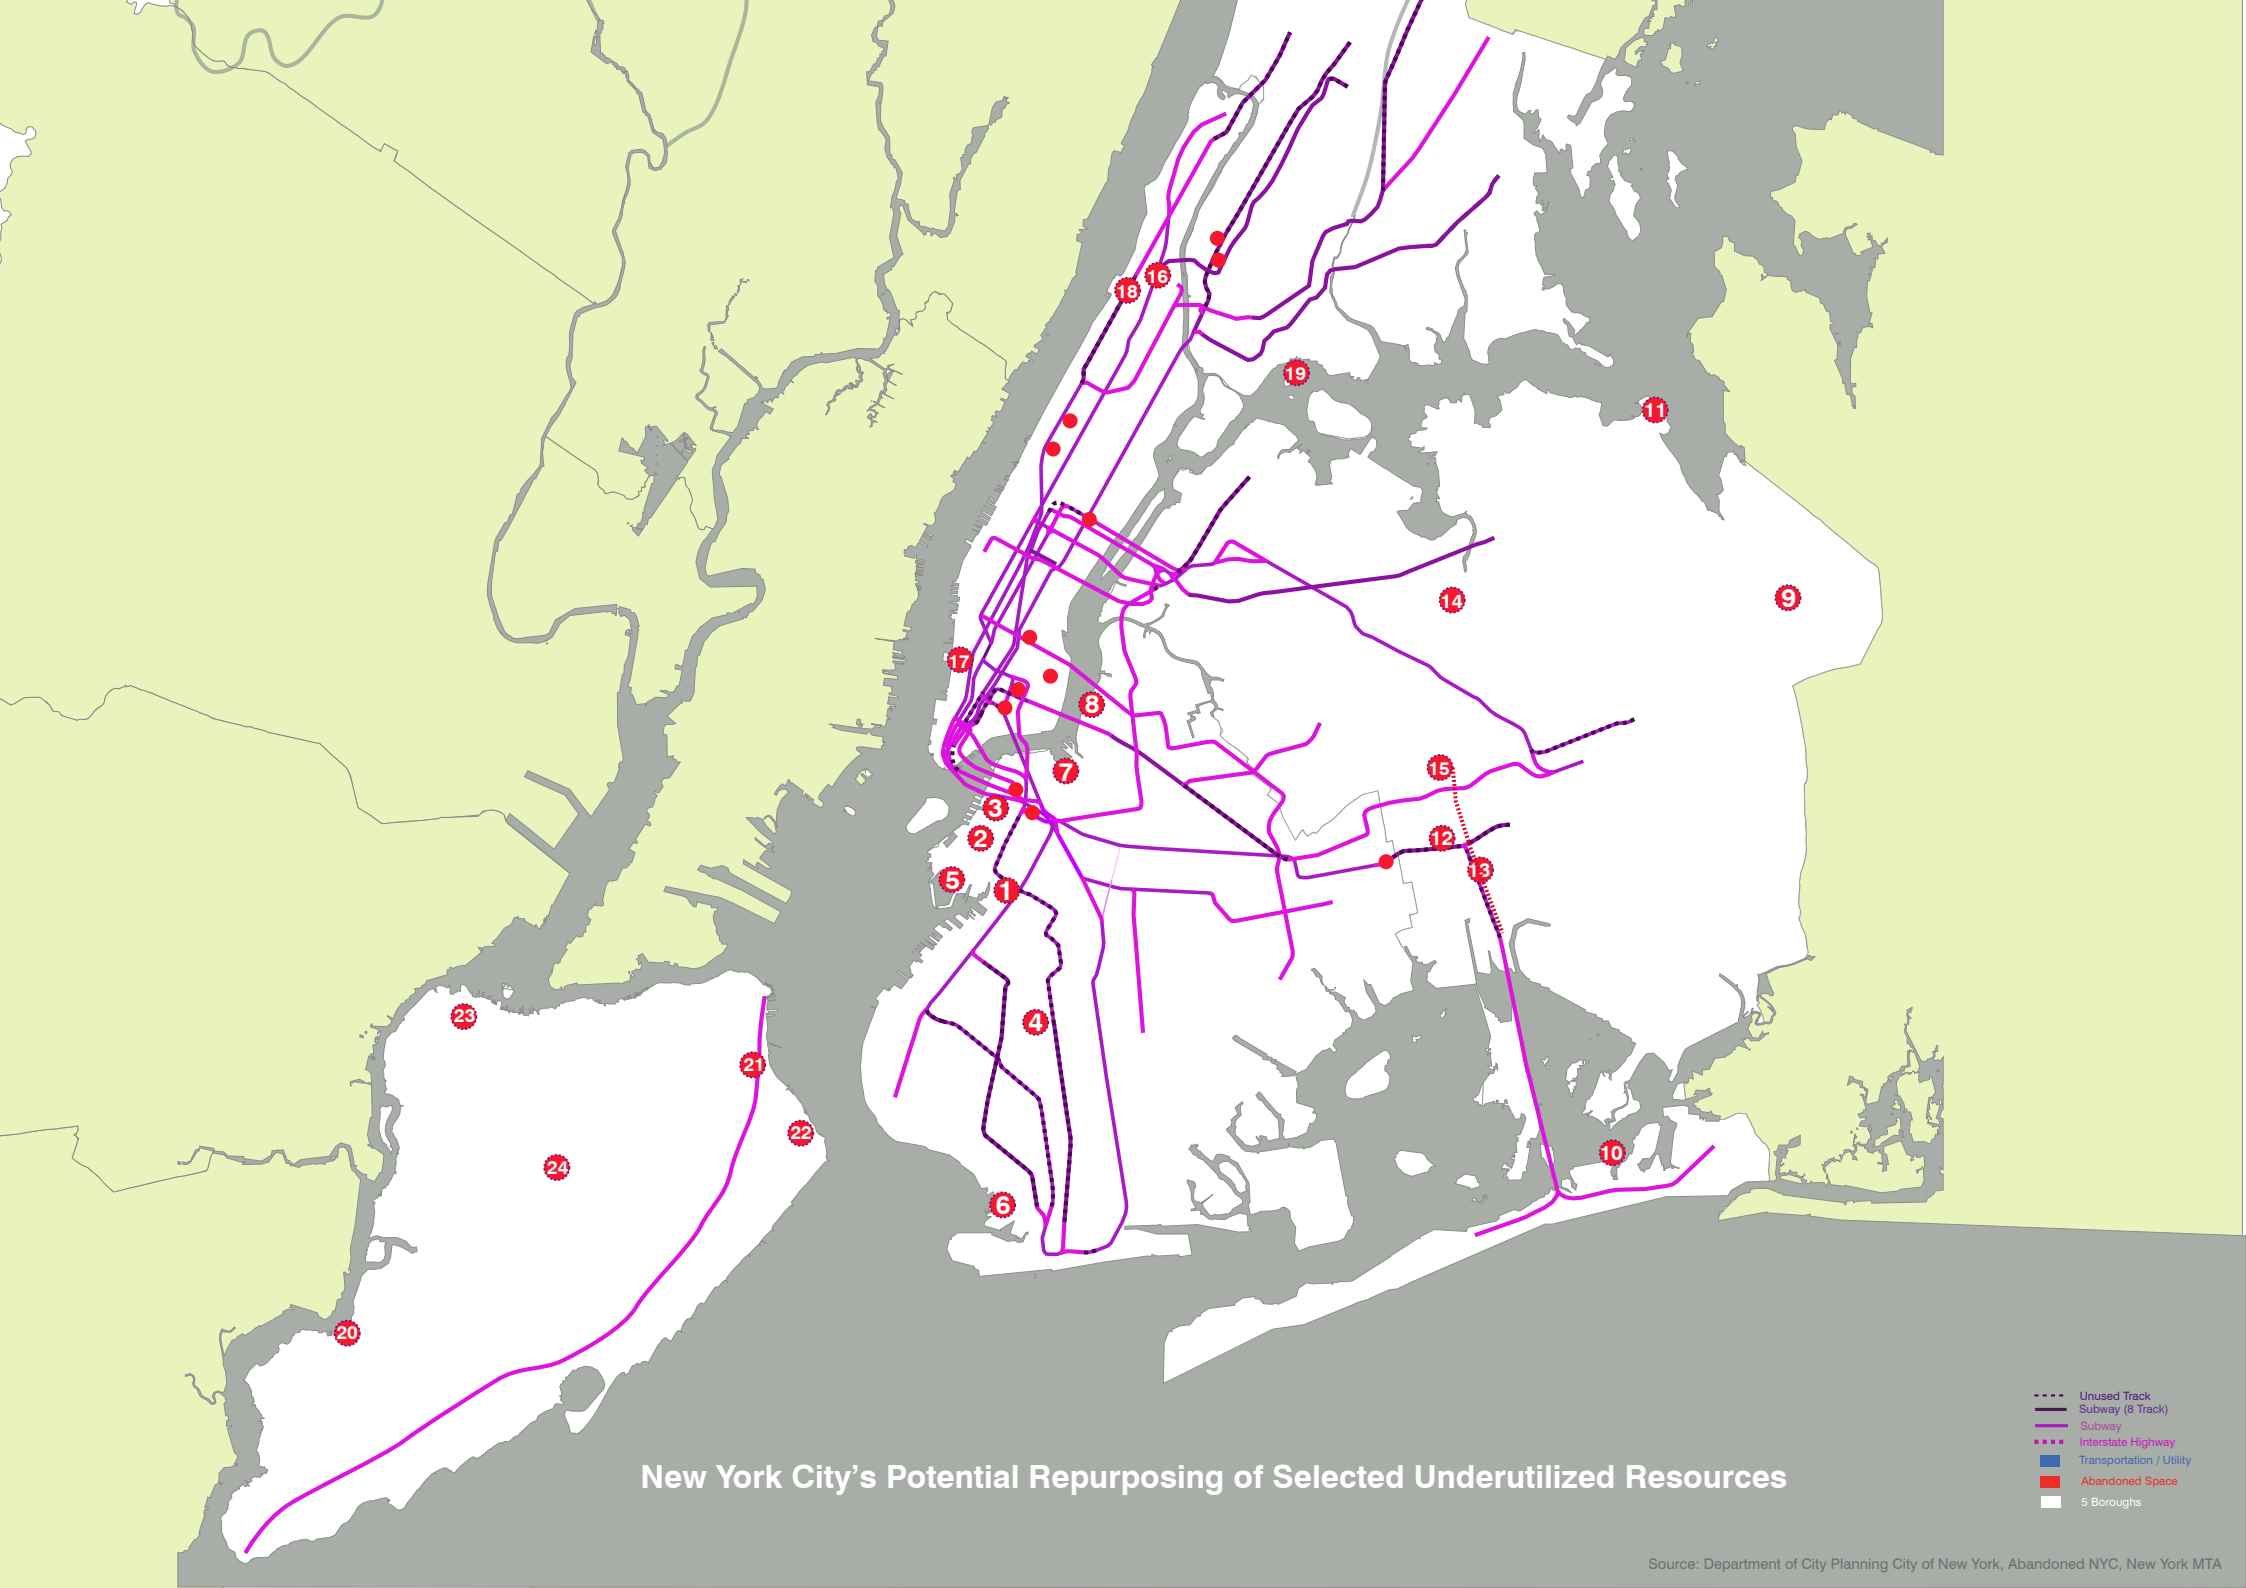 18
16
19
11
14
9
17
8
15
7
3
2
12
13
5
1
23
4
21
22
10
24
6
20
Unused Track
Subway (8 Track)
Subway
Interstate Highway
Transportation / Utility
Abandoned Space
5 Boroughs
New York City’s Potential Repurposing of Selected Underutilized Resources
Source: Department of City Planning City of New York, Abandoned NYC, New York MTA